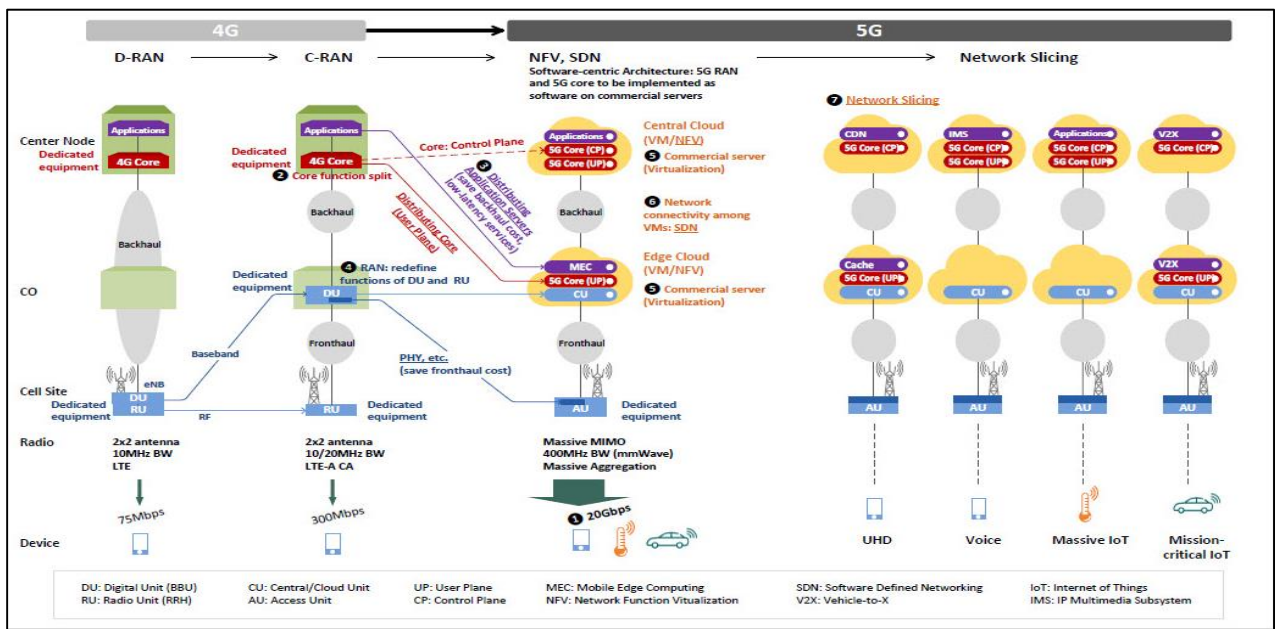 4G
5G
D-RAN
C-RAN
NFV, SDN
Network Slicing
Software-centric Architecture: 5G RAN
and 5G core to be implemented as
software on commercial servers
❼ Network Slicing
Center Node
Applications
Dedicated
equipment
4G Core
Applications
Dedicated
equipment
4G Core
❷ Core function split
Core: Control Plane
❸ Distributing
Application Servers
(save backhaul cost,
low-latency services)
Distributing Core
(User Plane)
Applications
5G Core (CP)
5G Core (UP)
Central Cloud
(VM/NFV)
❺ Commercial server
(Virtualization)
CDN
5G Core (CP)
IMS
5G Core (CP)
5G Core (UP)
Applications
5G Core (CP)
5G Core (UP)
V2X
5G Core (CP)
Backhaul
Backhaul
Backhaul
❻ Network
connectivity among
VMs: SDN
CO
Dedicated
equipment
❹ RAN: redefine
functions of DU and RU
DU
MEC
5G Core (UP)
CU
Edge Cloud
(VM/NFV)
❺ Commercial server
(Virtualization)
Cache
5G Core (UP)
CU
CU
CU
V2X
5G Core (UP)
CU
Baseband
Fronthaul
PHY, etc.
(save fronthaul cost)
Fronthaul
Cell Site
eNB
DU
RU
Dedicated
equipment
RF
RU
Dedicated
equipment
AU
Dedicated
equipment
AU
AU
AU
AU
Radio
2x2 antenna
10MHz BW
LTE
2x2 antenna
10/20MHz BW
LTE-A CA
Massive MIMO
400MHz BW (mmWave)
Massive Aggregation
75Mbps
300Mbps
❶ 20Gbps
Device
UHD
Voice
Massive IoT
Mission-
critical IoT
DU: Digital Unit (BBU)
RU: Radio Unit (RRH)
CU: Central/Cloud Unit
AU: Access Unit
UP: User Plane
CP: Control Plane
MEC: Mobile Edge Computing
NFV: Network Function Vitualization
SDN: Software Defined Networking
V2X: Vehicle-to-X
IoT: Internet of Things
IMS: IP Multimedia Subsystem